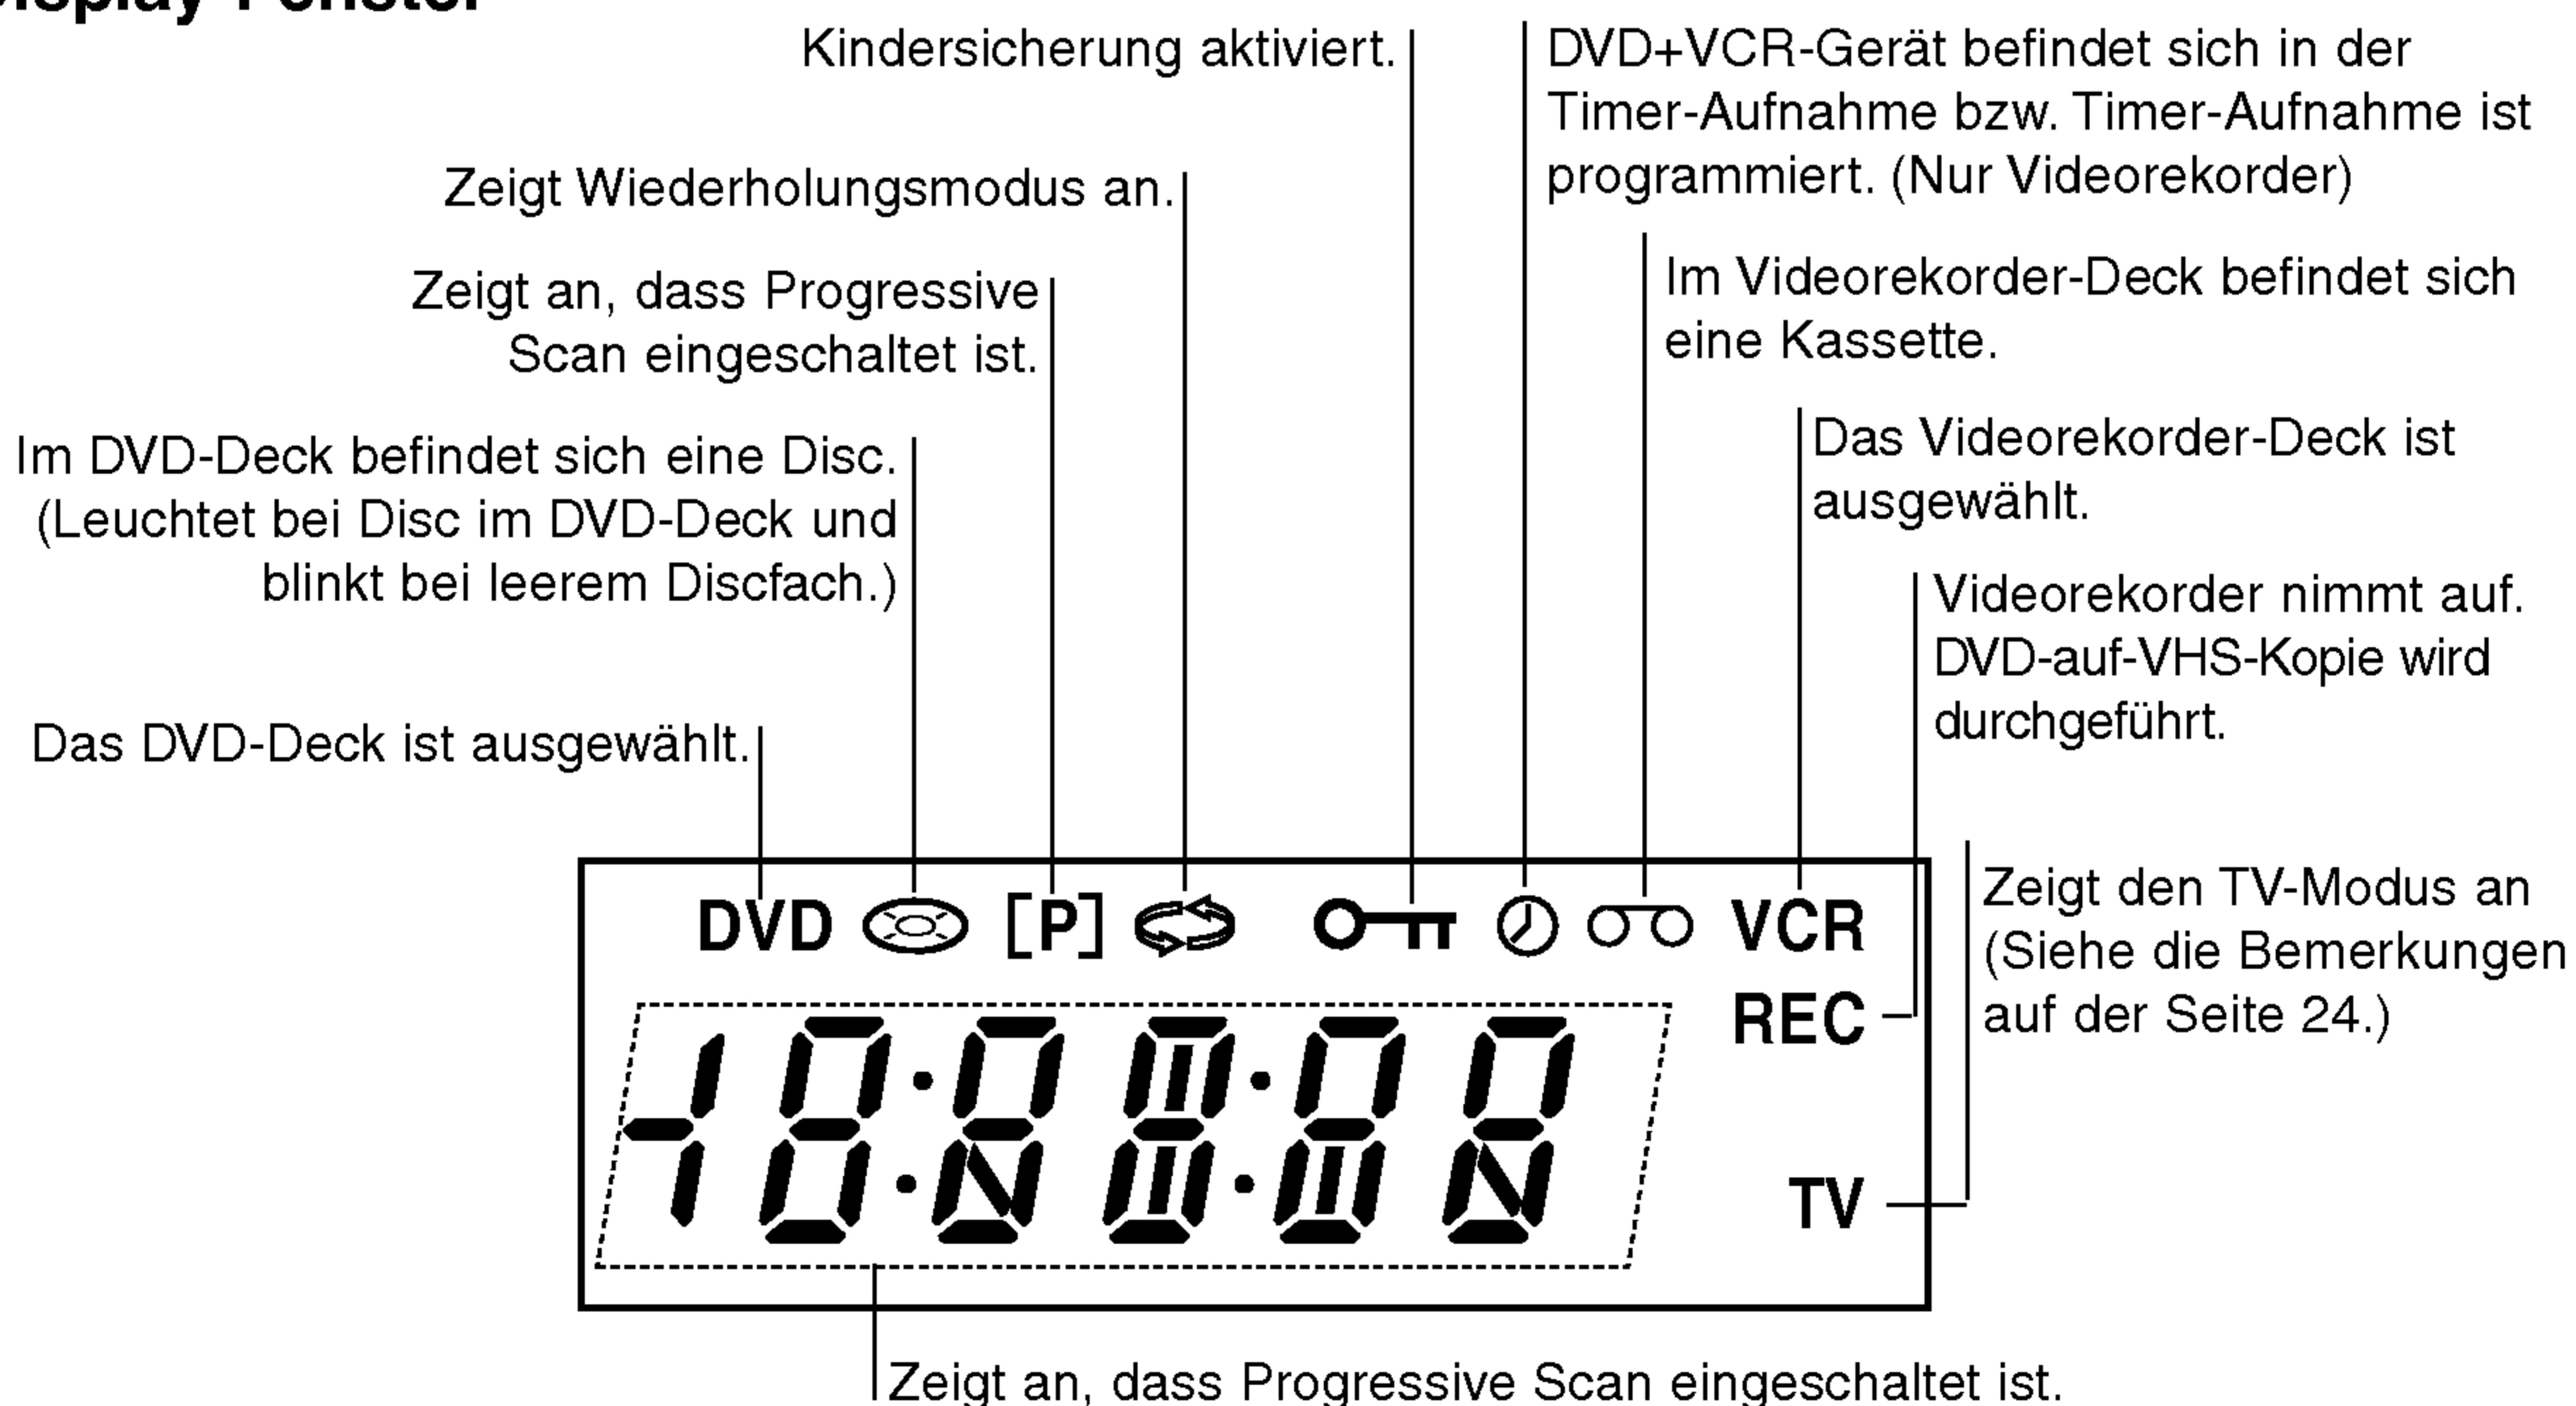 Display-Fenster
Kindersicherung aktiviert.
DVD+VCR-Gerät befindet sich in der
Timer-Aufnahme bzw. Timer-Aufnahme ist
programmiert. (Nur Videorekorder)
Zeigt Wiederholungsmodus an.
Zeigt an, dass Progressive
Scan eingeschaltet ist.
Im Videorekorder-Deck befindet sich
eine Kassette.
Im DVD-Deck befindet sich eine Disc.
(Leuchtet bei Disc im DVD-Deck und
blinkt bei leerem Discfach.)
Das Videorekorder-Deck ist
ausgewählt.
Videorekorder nimmt auf.
DVD-auf-VHS-Kopie wird
durchgeführt.
Das DVD-Deck ist ausgewählt.
Zeigt den TV-Modus an
(Siehe die Bemerkungen
auf der Seite 24.)
DVD [P] VCR
REC
TV
Zeigt an, dass Progressive Scan eingeschaltet ist.